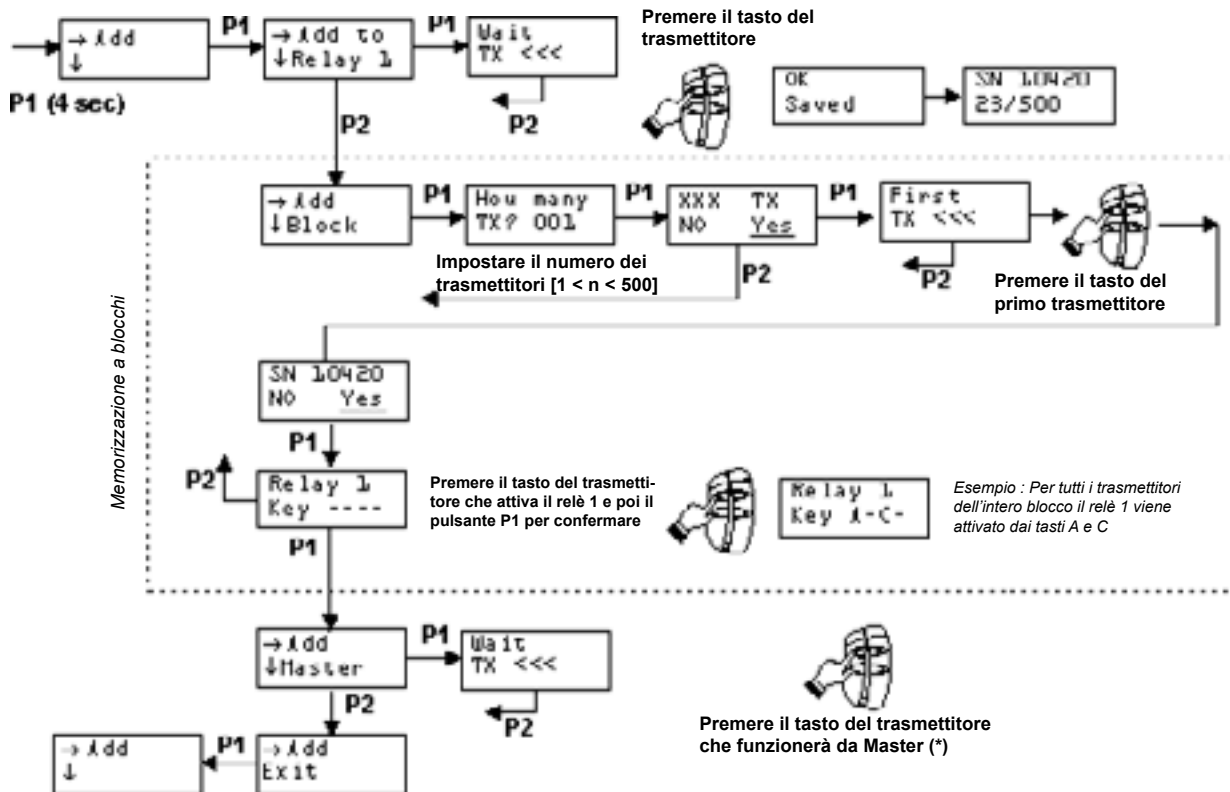 → Add
↓
P1 (4 sec)
P1
→ Add to
↓ Relay 1
P1
Wait
TX <<<
P2
Premere il tasto del
trasmettitore
OK
Saved
SN 10420
23/500
P2
Memorizzazione a blocchi
→ Add
↓ Block
P1
How many
TX? 001
P1
XXX TX
NO Yes
P1
First
TX <<<
P2
P2
Impostare il numero dei
trasmettitori [1 < n < 500]
Premere il tasto del
primo trasmettitore
SN 10420
NO Yes
P1
P2
Relay 1
Key ----
P1
Premere il tasto del trasmetti-
tore che attiva il relè 1 e poi il
pulsante P1 per confermare
Relay 1
Key A-C-
Esempio : Per tutti i trasmettitori
dell'intero blocco il relè 1 viene
attivato dai tasti A e C
→ Add
↓ Master
P1
Wait
TX <<<
P2
P2
Premere il tasto del trasmettitore
che funzionerà da Master (*)
→ Add
Exit
P1
→ Add
↓